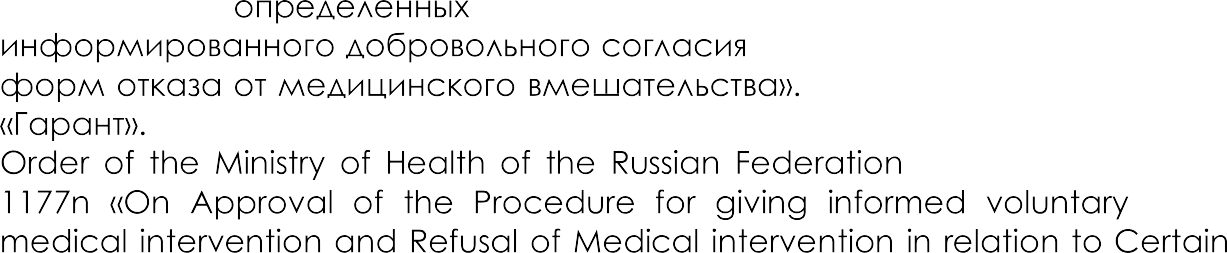 определенных
информированного добровольного согласия
форм отказа от медицинского вмешательства».
«Гарант».
Order of the Ministry of Health of the Russian Federation
1177n «On Approval of the Procedure for giving informed voluntary
medical intervention and Refusal of Medical intervention in relation to Certain